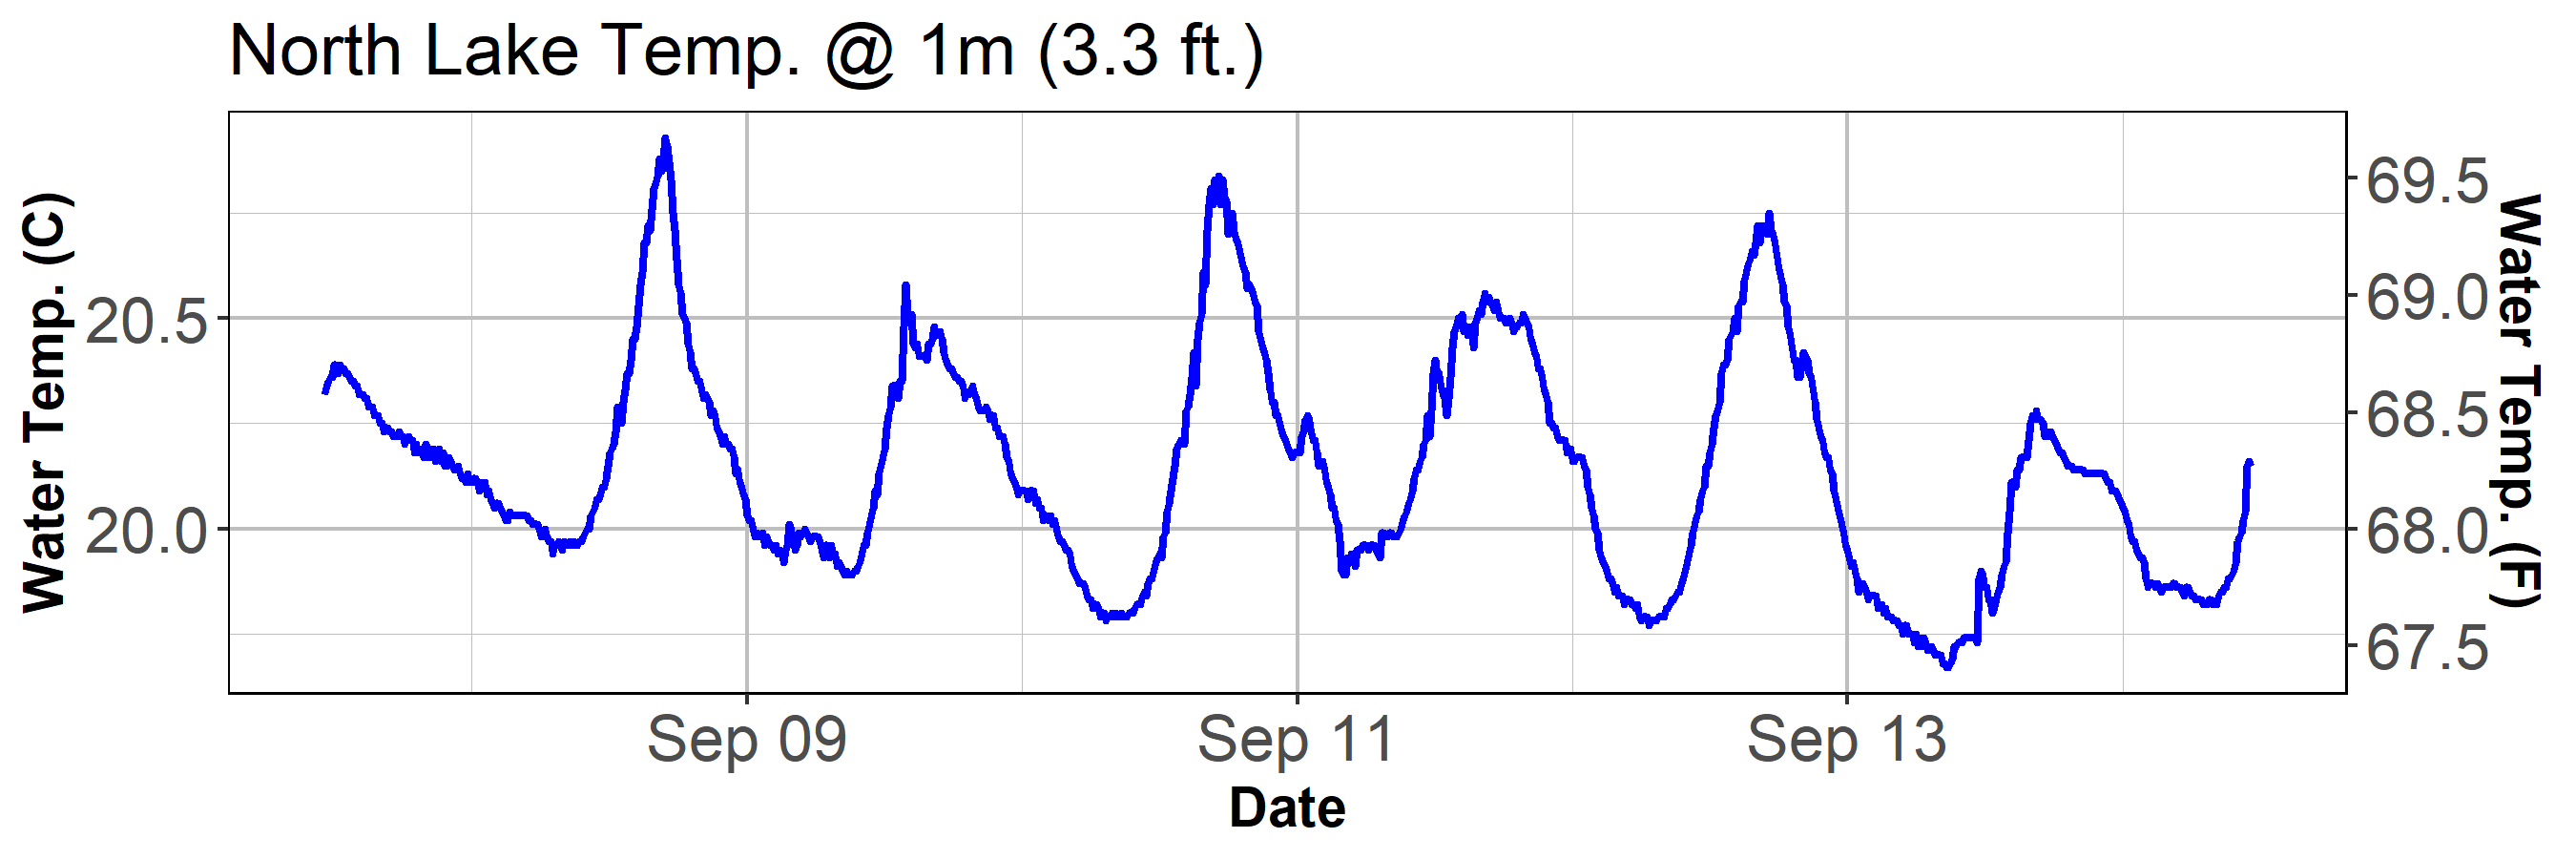 North Lake Temp. @ 1m (3.3 ft.)
Water Temp. (C)
20.5
20.0
69.5
69.0
68.5
68.0
67.5
Water Temp. (F)
Sep 09
Sep 11
Sep 13
Date